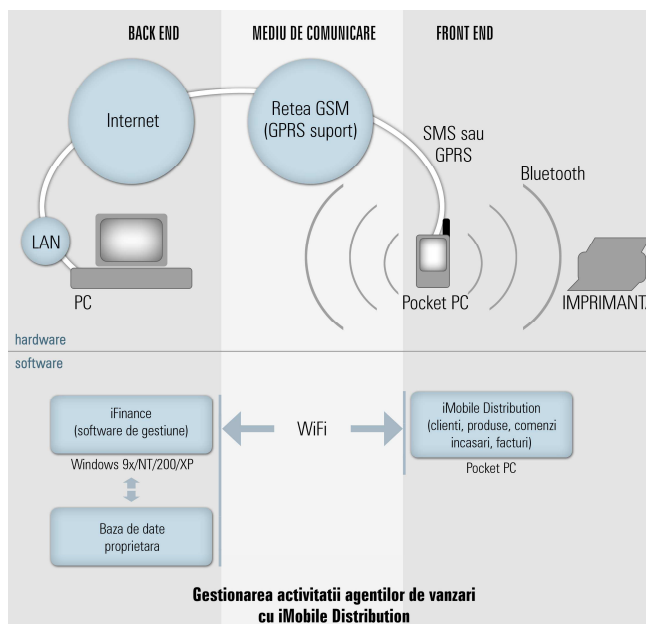 BACK END
MEDIU DE COMUNICARE
FRONT END
Internet
Retea GSM
(GPRS suport)
SMS sau
GPRS
Bluetooth
LAN
PC
Pocket PC
IMPRIMANTA
hardware
software
iFinance
(software de gestiune)
Windows 9x/NT/200/XP
Baza de date
proprietara
WiFi
iMobile Distribution
(clienti, produse, comenzi
incasari, facturi)
Pocket PC
Gestionarea activitatii agentilor de vanzari
cu iMobile Distribution